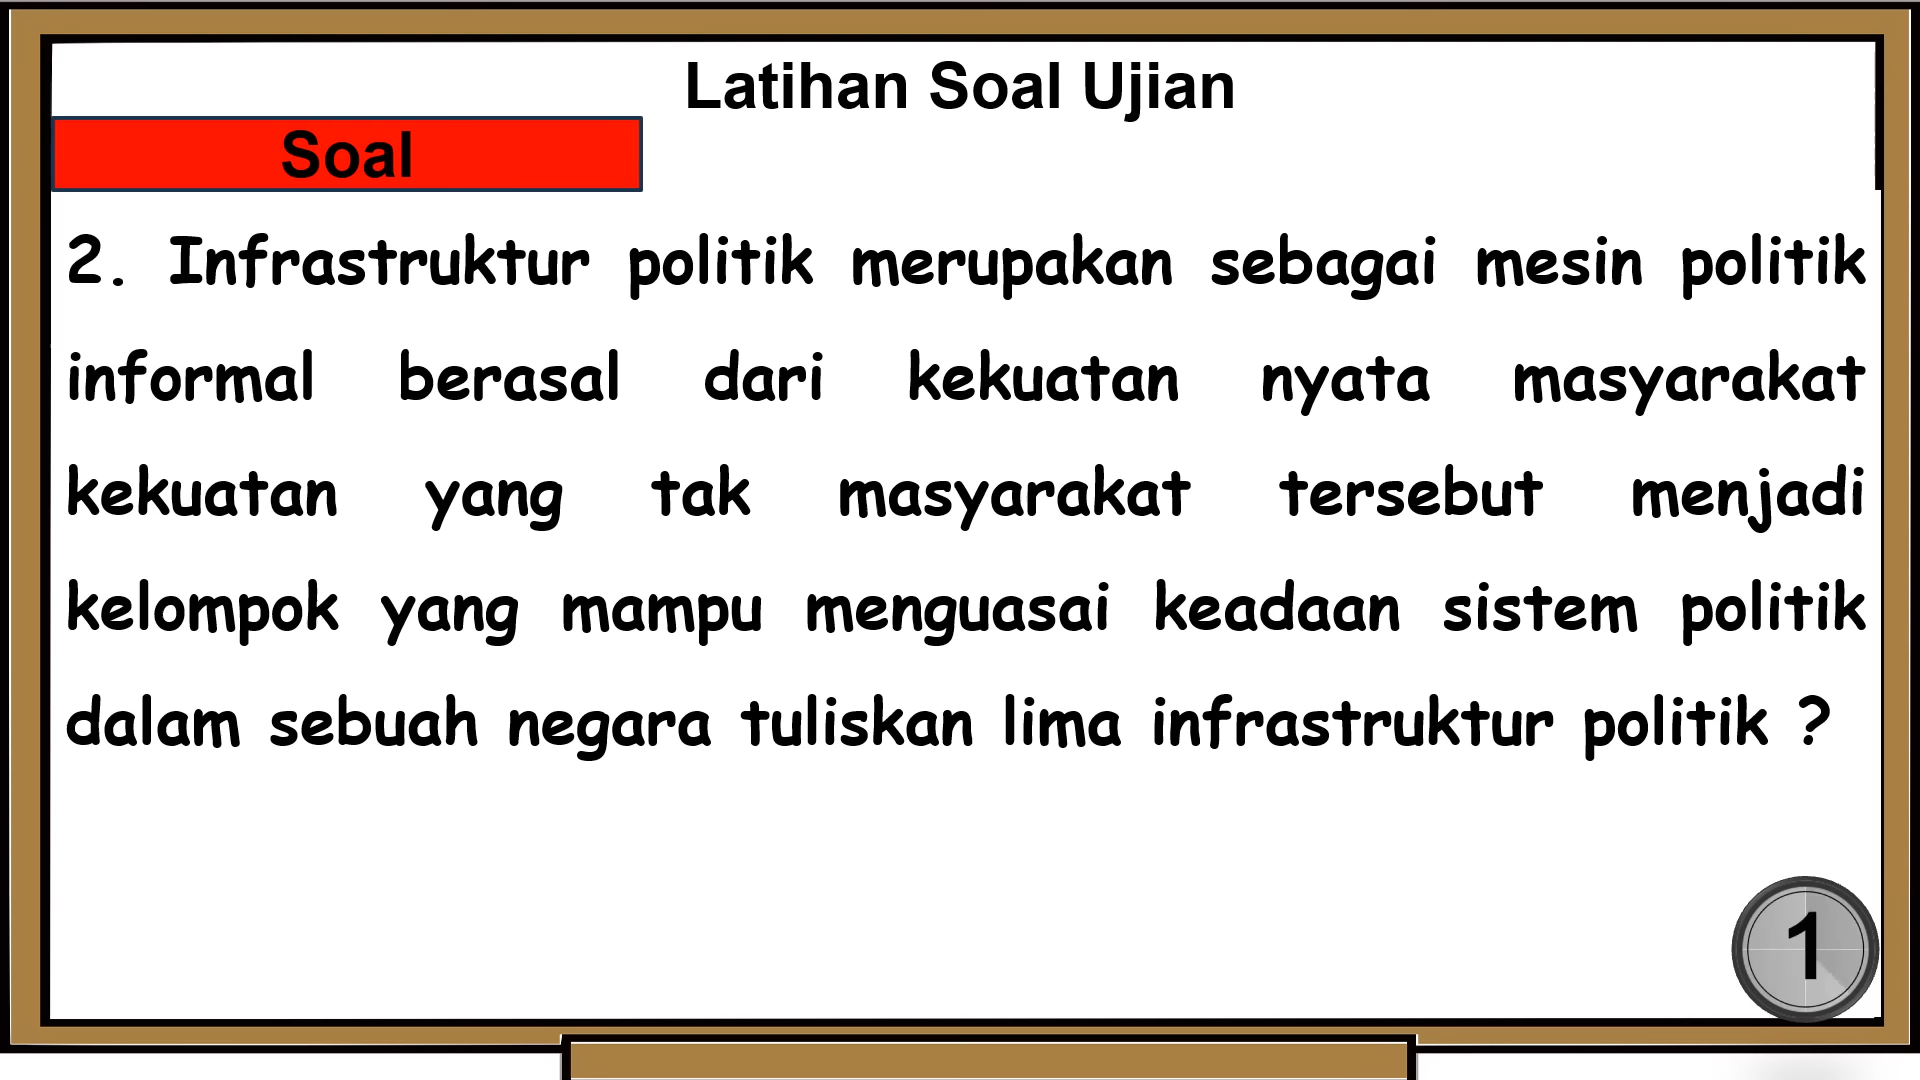 Latihan Soal Ujian
Soal
2. Infrastruktur politik merupakan sebagai mesin politik
informal berasal dari kekuatan nyata masyarakat
kekuatan yang tak masyarakat tersebut menjadi
kelompok yang mampu menguasai keadaan sistem politik
dalam sebuah negara tuliskan lima infrastruktur politik ?
1